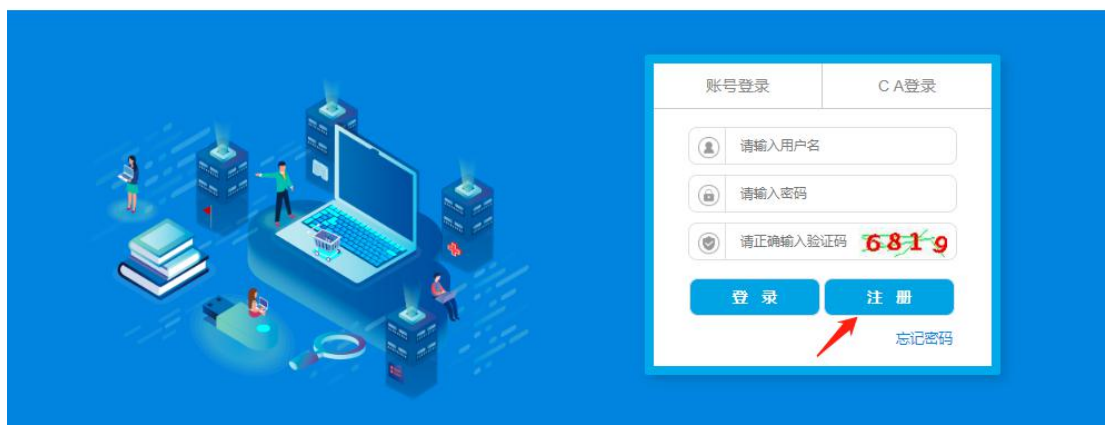 账号登录
C A登录
请输入用户名
请输入密码
请正确输入验证码 6819
登 录
注 册
忘记密码